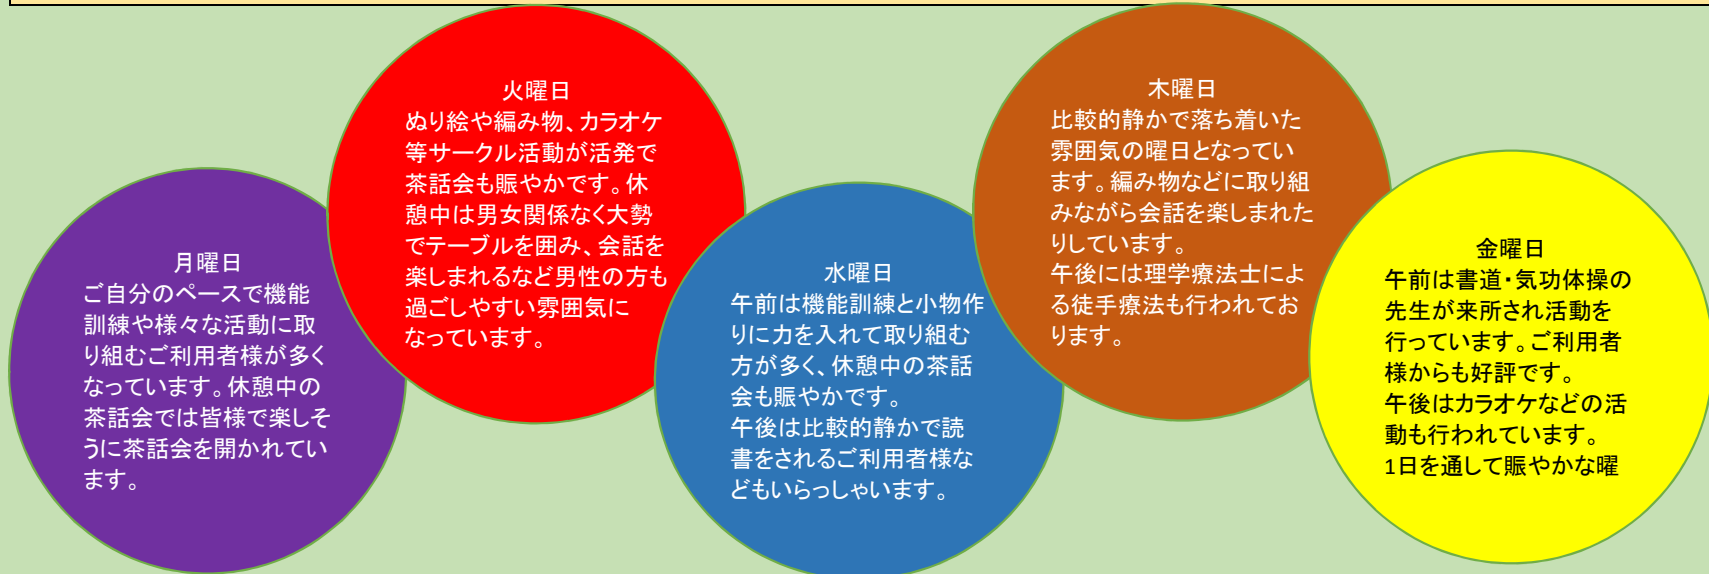 月曜日
ご自分のペースで機能
訓練や様々な活動に取
り組むご利用者様が多く
なっています。休憩中の
茶話会では皆様で楽しそ
うに茶話会を開かれてい
ます。
火曜日
ぬり絵や編み物、カラオケ
等サークル活動が活発で
茶話会も賑やかです。休
憩中は男女関係なく大勢
でテーブルを囲み、会話を
楽しまれるなど男性の方も
過ごしやすい雰囲気に
なっています。
水曜日
午前は機能訓練と小物作
りに力を入れて取り組む
方が多く、休憩中の茶話
会も賑やかです。
午後は比較的静かで読
書をされるご利用者様な
どもいらっしゃいます。
木曜日
比較的静かで落ち着いた
雰囲気の曜日となってい
ます。編み物などに取り組
みながら会話を楽しまれた
りしています。
午後には理学療法士によ
る徒手療法も行われてお
ります。
金曜日
午前は書道・気功体操の
先生が来所され活動を
行っています。ご利用者
様からも好評です。
午後はカラオケなどの活
動も行われています。
1日を通して賑やかな曜